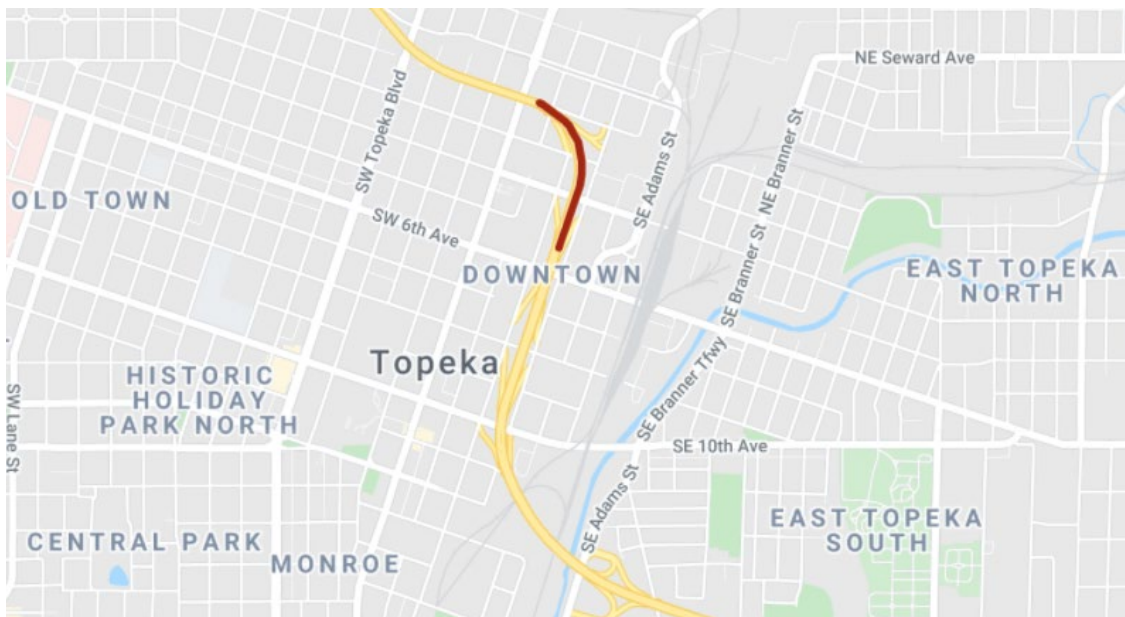 NE Seward Ave
SW Topeka Blvd
SE Adams St
NE Branner St
OLD TOWN
SW 6th Ave
DOWNTOWN
SE Branner St
EAST TOPEKA
NORTH
Topeka
SE Branner Tfwy
HISTORIC
HOLIDAY
PARK NORTH
SW Lane St
SE 10th Ave
SE Adams St
EAST TOPEKA
SOUTH
CENTRAL PARK
MONROE